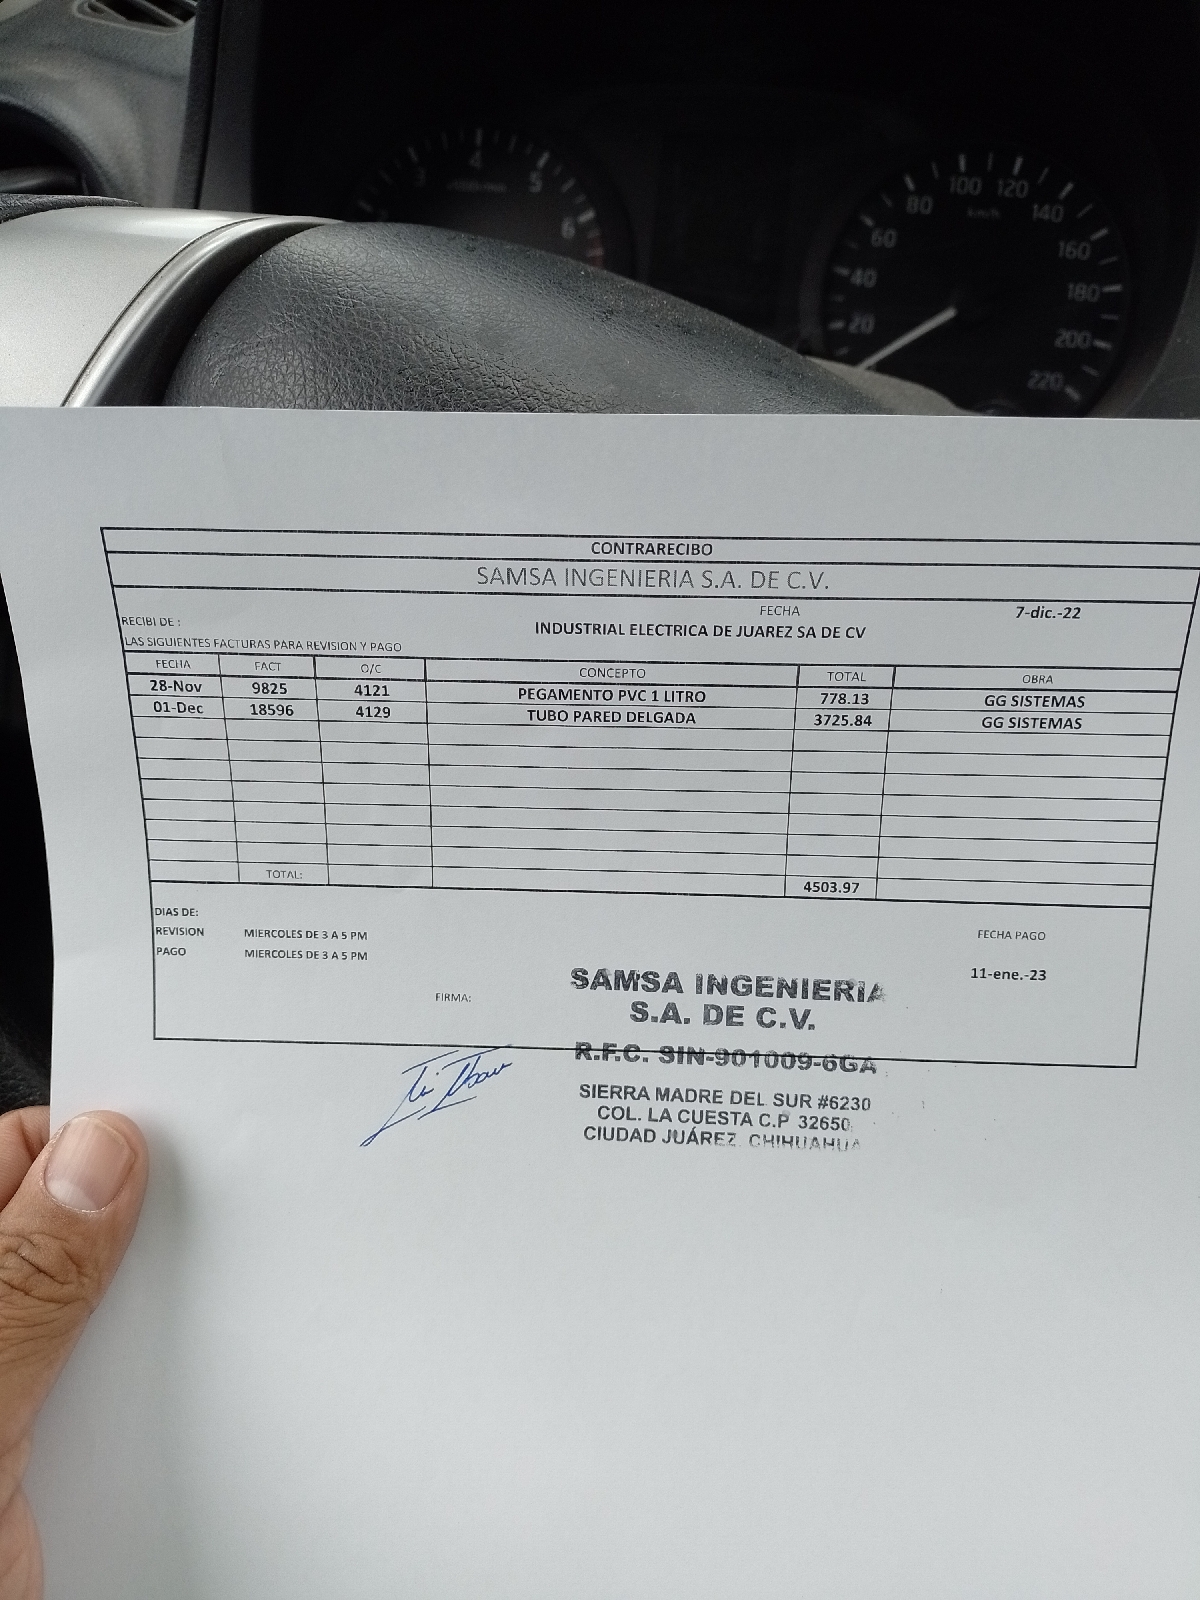 3 4 5 6
x1000r/min
20 40 60 80 100 120 140 160 180 200 220
km/h
CONTRARECIBO
SAMSA INGENIERIA S.A. DE C.V.
FECHA 7-dic.-22
RECIBI DE : INDUSTRIAL ELECTRICA DE JUAREZ SA DE CV
LAS SIGUIENTES FACTURAS PARA REVISION Y PAGO
FECHA FACT O/C CONCEPTO TOTAL OBRA
28-Nov 9825 4121 PEGAMENTO PVC 1 LITRO 778.13 GG SISTEMAS
01-Dec 18596 4129 TUBO PARED DELGADA 3725.84 GG SISTEMAS
TOTAL: 4503.97
DIAS DE:
REVISION MIERCOLES DE 3 A 5 PM FECHA PAGO
PAGO MIERCOLES DE 3 A 5 PM 11-ene.-23
FIRMA:
SAMSA INGENIERIA
S.A. DE C.V.
R.F.C. SIN-901009-6GA
SIERRA MADRE DEL SUR #6230
COL. LA CUESTA C.P 32650
CIUDAD JUÁREZ, CHIHUAHUA